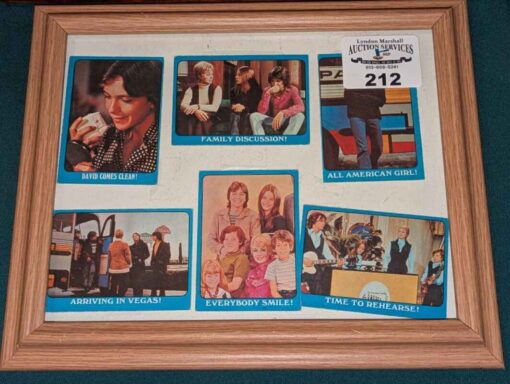 Lyndon Marshall
AUCTION SERVICES
212
PA
DAVID COMES CLEAN!
FAMILY DISCUSSION!
ALL AMERICAN GIRL!
ARRIVING IN VEGAS!
EVERYBODY SMILE!
TIME TO REHEARSE!